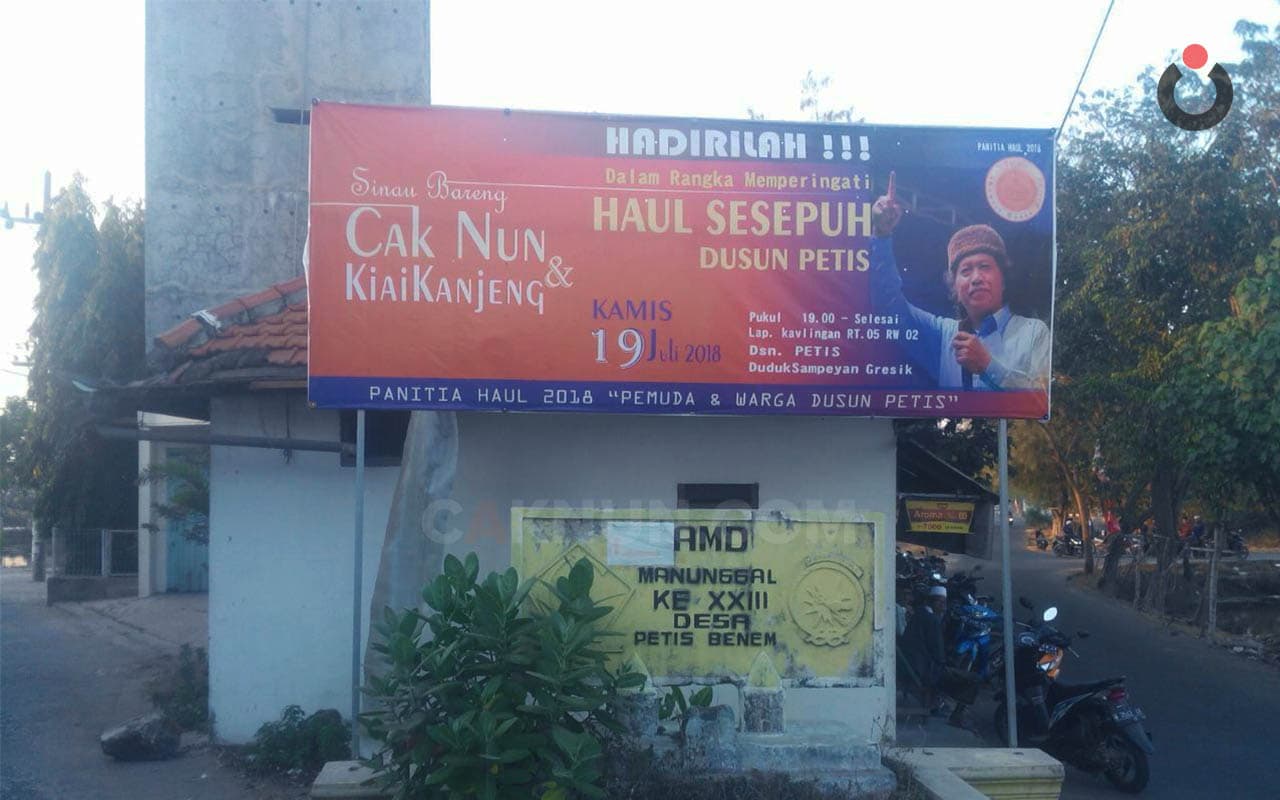 HADIRILAH !!!
PANITIA HAUL 2018
Sinau Bareng
Cak Nun
& KiaiKanjeng
Dalam Rangka Memperingati
HAUL SESEPUH
DUSUN PETIS
KAMIS
19 Juli 2018
Pukul 19.00 - Selesai
Lap. kavlingan RT.05 RW 02
Dsn. PETIS
DudukSampeyan Gresik
PANITIA HAUL 2018 "PEMUDA & WARGA DUSUN PETIS"
CAKNUN.COM
AMD
MANUNGGAL
KE XXIII
DESA
PETIS BENEM
Aroma